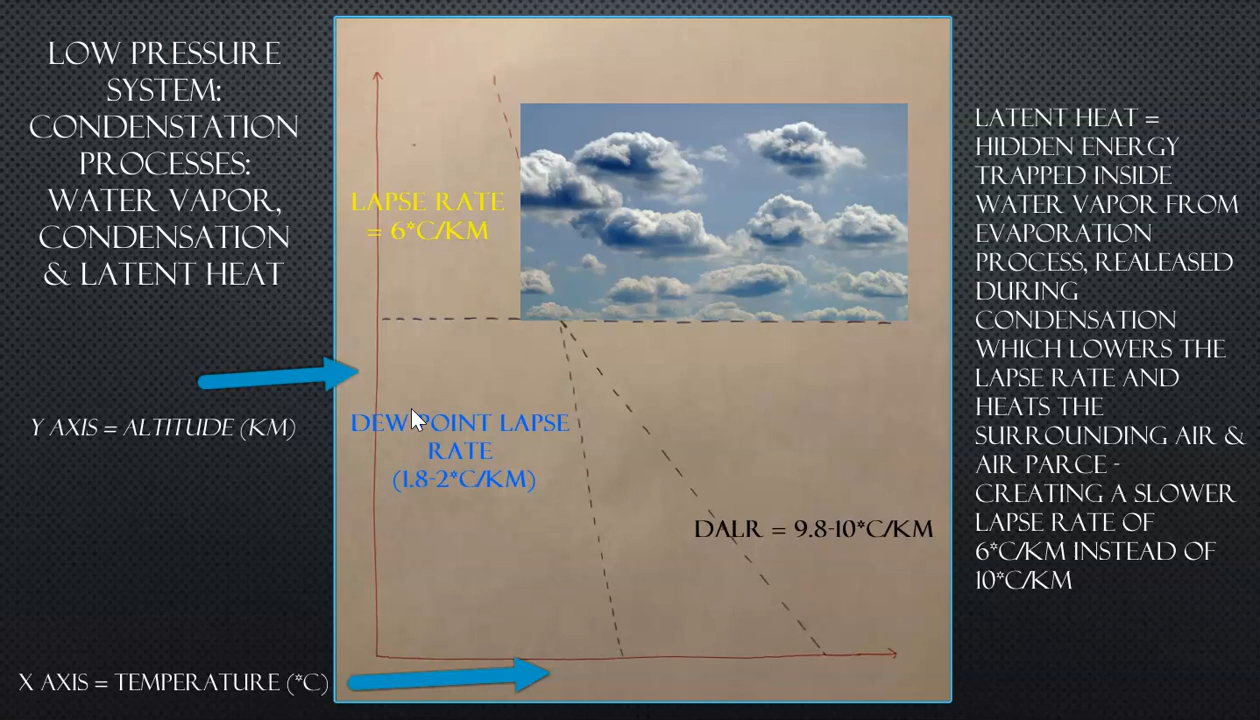 LOW PRESSURE
SYSTEM:
CONDENSTATION
PROCESSES:
WATER VAPOR,
CONDENSATION
& LATENT HEAT
Y AXIS = ALTITUDE (KM)
X AXIS = TEMPERATURE (*C)
LAPSE RATE
= 6*C/KM
DEW POINT LAPSE
RATE
(1.8-2*C/KM)
DALR = 9.8-10*C/KM
LATENT HEAT =
HIDDEN ENERGY
TRAPPED INSIDE
WATER VAPOR FROM
EVAPORATION
PROCESS, REALEASED
DURING
CONDENSATION
WHICH LOWERS THE
LAPSE RATE AND
HEATS THE
SURROUNDING AIR &
AIR PARCE -
CREATING A SLOWER
LAPSE RATE OF
6*C/KM INSTEAD OF
10*C/KM